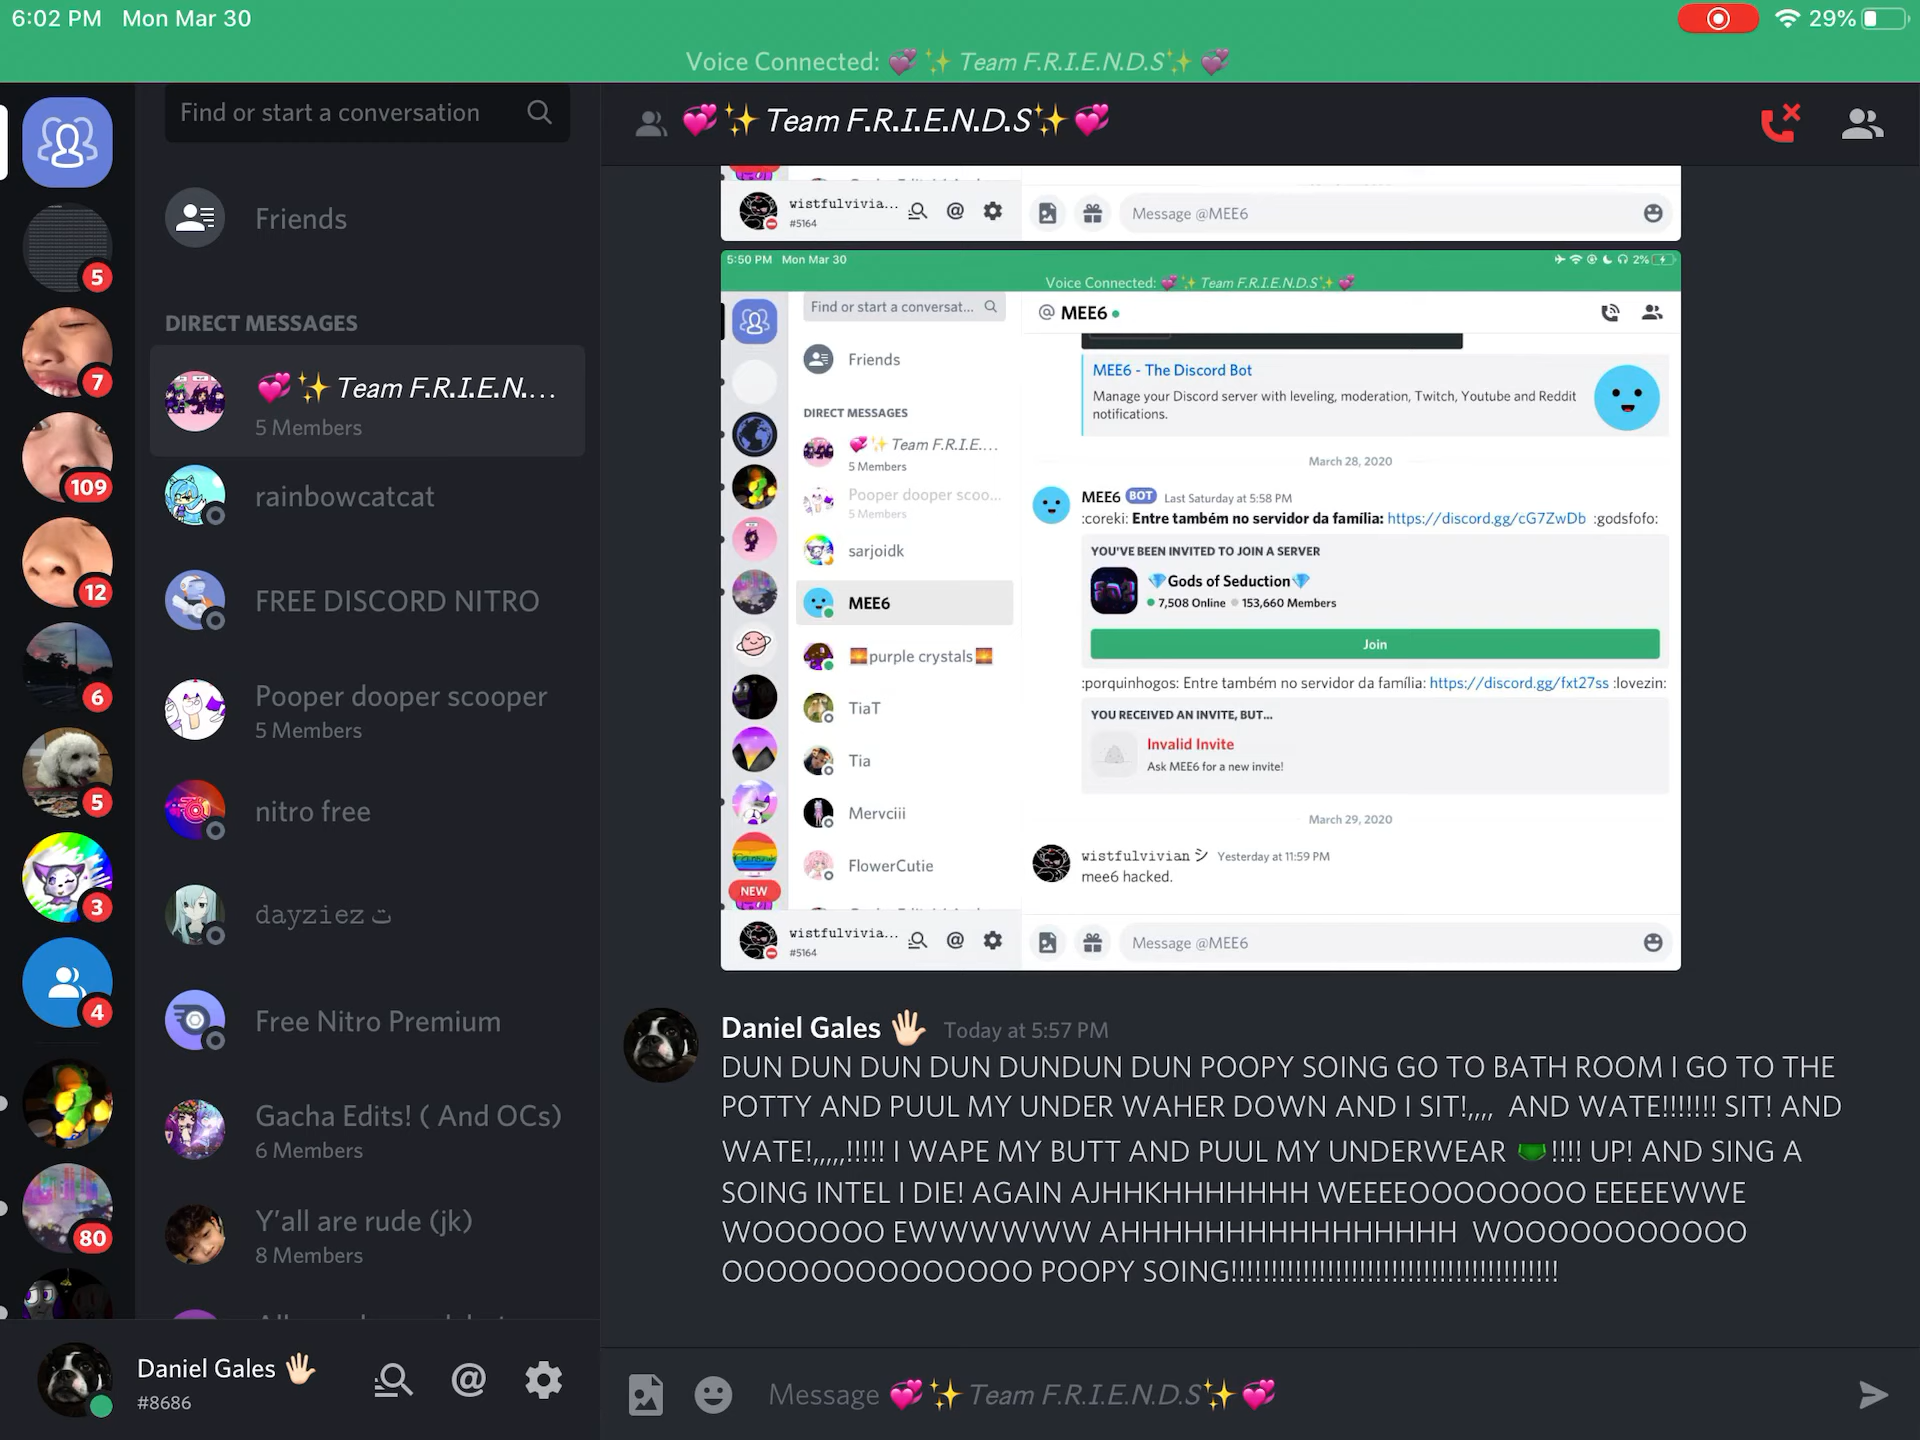 6:02 PM Mon Mar 30
29%
Voice Connected: 💞✨ Team F.R.I.E.N.D.S✨ 💞
Find or start a conversation
Friends
DIRECT MESSAGES
💞✨ Team F.R.I.E.N....
5 Members
rainbowcatcat
FREE DISCORD NITRO
Pooper dooper scooper
5 Members
nitro free
dayziez ت
Free Nitro Premium
Gacha Edits! ( And OCs)
6 Members
Y'all are rude (jk)
8 Members
5
7
109
12
6
5
3
4
80
Daniel Gales 🖐🏻
#8686
💞✨ Team F.R.I.E.N.D.S✨💞
wistfulvivia...
#5164
Message @MEE6
5:50 PM Mon Mar 30
2%
Voice Connected: 💞✨ Team F.R.I.E.N.D.S✨ 💞
Find or start a conversat...
Friends
DIRECT MESSAGES
💞✨ Team F.R.I.E....
5 Members
Pooper dooper scoo...
5 Members
sarjoidk
MEE6
🌇purple crystals🌇
TiaT
Tia
Mervciii
FlowerCutie
NEW
wistfulvivia...
#5164
@ MEE6
MEE6 - The Discord Bot
Manage your Discord server with leveling, moderation, Twitch, Youtube and Reddit
notifications.
March 28, 2020
MEE6 BOT Last Saturday at 5:58 PM
:coreki: Entre também no servidor da família: https://discord.gg/cG7ZwDb :godsfofo:
YOU'VE BEEN INVITED TO JOIN A SERVER
💎Gods of Seduction💎
7,508 Online 153,660 Members
Join
:porquinhogos: Entre também no servidor da família: https://discord.gg/fxt27ss :lovezin:
YOU RECEIVED AN INVITE, BUT...
Invalid Invite
Ask MEE6 for a new invite!
March 29, 2020
wistfulvivian シ Yesterday at 11:59 PM
mee6 hacked.
Message @MEE6
Daniel Gales 🖐🏻 Today at 5:57 PM
DUN DUN DUN DUN DUNDUN DUN POOPY SOING GO TO BATH ROOM I GO TO THE
POTTY AND PUUL MY UNDER WAHER DOWN AND I SIT!,,,, AND WATE!!!!!!! SIT! AND
WATE!,,,,,!!!!! I WAPE MY BUTT AND PUUL MY UNDERWEAR 🩲!!!! UP! AND SING A
SOING INTEL I DIE! AGAIN AJHHKHHHHHHH WEEEEOOOOOOOO EEEEEWWE
WOOOOOO EWWWWWW AHHHHHHHHHHHHHHHH WOOOOOOOOOOO
OOOOOOOOOOOOOO POOPY SOING!!!!!!!!!!!!!!!!!!!!!!!!!!!!!!!!!!!!!!!!!
Message 💞✨ Team F.R.I.E.N.D.S✨💞